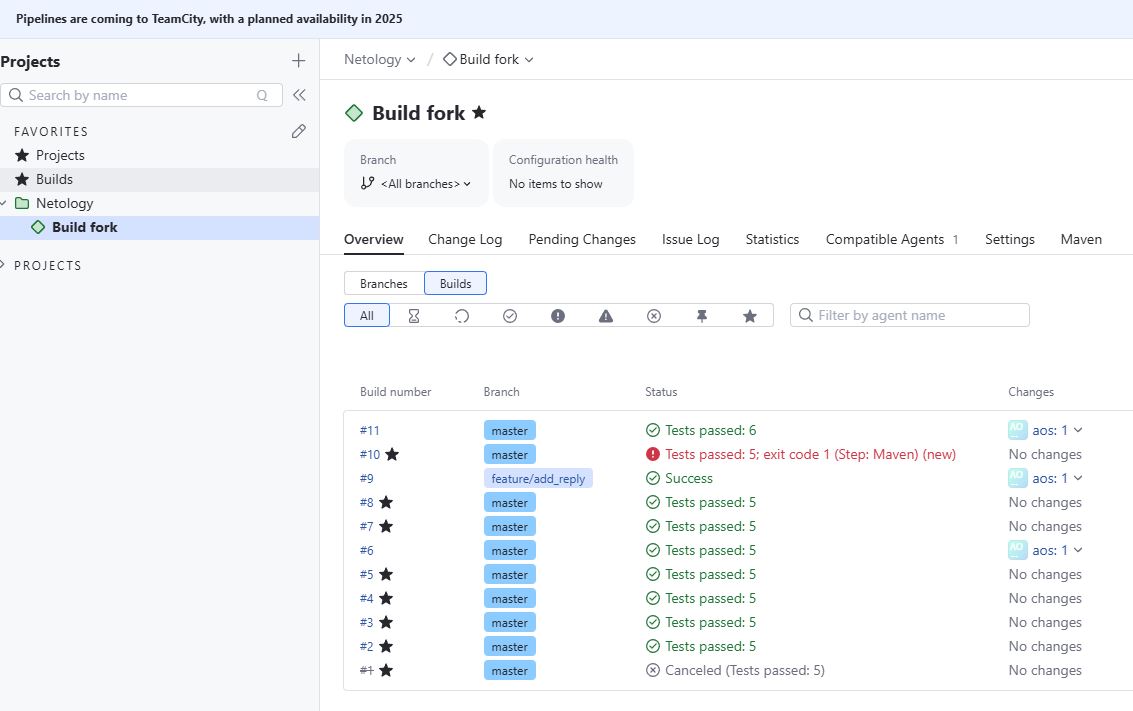 Pipelines are coming to TeamCity, with a planned availability in 2025
Projects
Search by name
Q
FAVORITES
Projects
Builds
Netology
Build fork
PROJECTS
Netology / Build fork
Build fork
Branch
<All branches>
Configuration health
No items to show
Overview Change Log Pending Changes Issue Log Statistics Compatible Agents 1 Settings Maven
Branches Builds
All
Filter by agent name
Build number Branch Status Changes
#11 master Tests passed: 6 AO aos: 1
#10 master Tests passed: 5; exit code 1 (Step: Maven) (new) No changes
#9 feature/add_reply Success AO aos: 1
#8 master Tests passed: 5 No changes
#7 master Tests passed: 5 No changes
#6 master Tests passed: 5 AO aos: 1
#5 master Tests passed: 5 No changes
#4 master Tests passed: 5 No changes
#3 master Tests passed: 5 No changes
#2 master Tests passed: 5 No changes
#1 master Canceled (Tests passed: 5) No changes